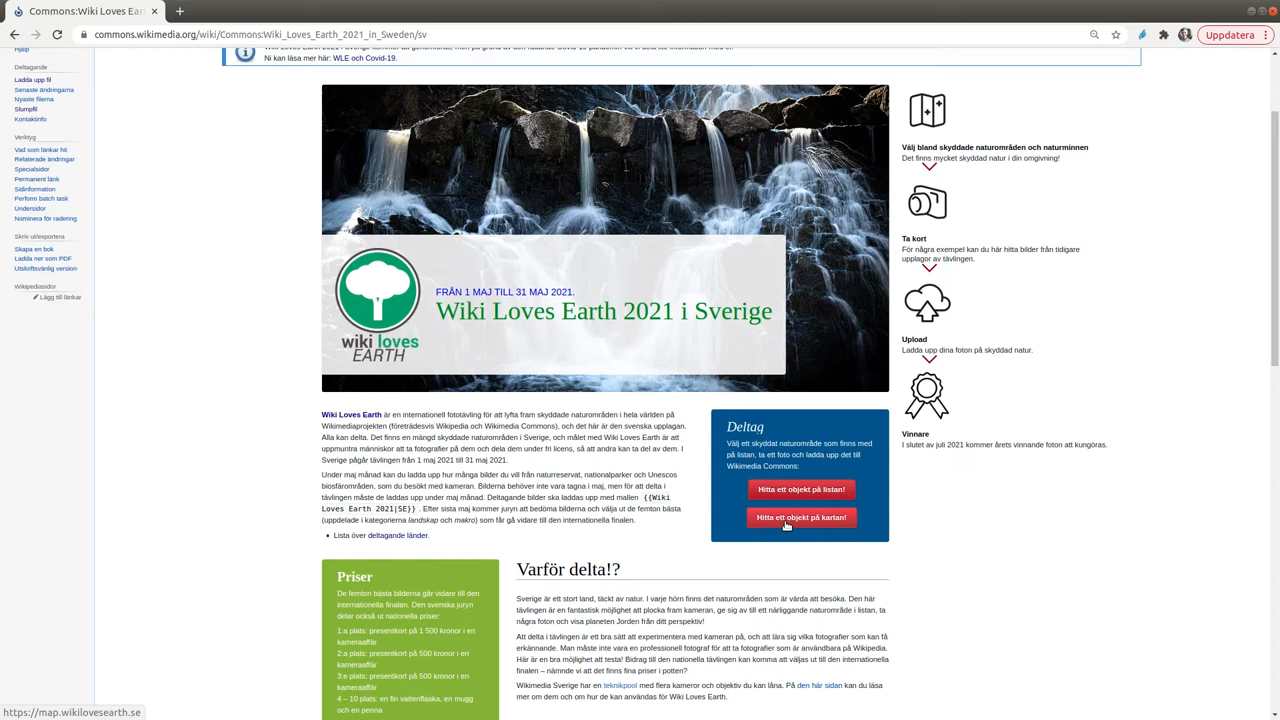 Commons:Wiki Loves Ea
commons.wikimedia.org/wiki/Commons:Wiki_Loves_Earth_2021_in_Sweden/sv
Uppdatera
Hjälp
Deltagande
Ladda upp fil
Senaste ändringarna
Nyaste filerna
Slumpfil
Kontaktinfo
Verktyg
Vad som länkar hit
Relaterade ändringar
Specialsidor
Permanent länk
Sidinformation
Perform batch task
Undersidor
Nominera för radering
Skriv ut/exportera
Skapa en bok
Ladda ner som PDF
Utskriftsvänlig version
Wikipediasidor
Lägg till länkar
Ni kan läsa mer här: WLE och Covid-19.
wiki loves
EARTH
FRÅN 1 MAJ TILL 31 MAJ 2021.
Wiki Loves Earth 2021 i Sverige
Välj bland skyddade naturområden och naturminnen
Det finns mycket skyddad natur i din omgivning!
Ta kort
För några exempel kan du här hitta bilder från tidigare
upplagor av tävlingen.
Upload
Ladda upp dina foton på skyddad natur.
Vinnare
I slutet av juli 2021 kommer årets vinnande foton att kungöras.
Wiki Loves Earth är en internationell fototävling för att lyfta fram skyddade naturområden i hela världen på
Wikimediaprojekten (företrädesvis Wikipedia och Wikimedia Commons), och det här är den svenska upplagan.
Alla kan delta. Det finns en mängd skyddade naturområden i Sverige, och målet med Wiki Loves Earth är att
uppmuntra människor att ta fotografier på dem och dela dem under fri licens, så att andra kan ta del av dem. I
Sverige pågår tävlingen från 1 maj 2021 till 31 maj 2021.
Under maj månad kan du ladda upp hur många bilder du vill från naturreservat, nationalparker och Unescos
biosfärområden, som du besökt med kameran. Bilderna behöver inte vara tagna i maj, men för att delta i
tävlingen måste de laddas upp under maj månad. Deltagande bilder ska laddas upp med mallen {{Wiki
Loves Earth 2021|SE}} . Efter sista maj kommer juryn att bedöma bilderna och välja ut de femton bästa
(uppdelade i kategorierna landskap och makro) som får gå vidare till den internationella finalen.
• Lista över deltagande länder.
Deltag
Välj ett skyddat naturområde som finns med
på listan, ta ett foto och ladda upp det till
Wikimedia Commons:
Hitta ett objekt på listan!
Hitta ett objekt på kartan!
Priser
De femton bästa bilderna går vidare till den
internationella finalen. Den svenska juryn
delar också ut nationella priser:
1:a plats: presentkort på 1 500 kronor i en
kameraaffär
2:a plats: presentkort på 500 kronor i en
kameraaffär
3:e plats: presentkort på 500 kronor i en
kameraaffär
4 – 10 plats: en fin vattenflaska, en mugg
och en penna
Varför delta!?
Sverige är ett stort land, täckt av natur. I varje hörn finns det naturområden som är värda att besöka. Den här
tävlingen är en fantastisk möjlighet att plocka fram kameran, ge sig av till ett närliggande naturområde i listan, ta
några foton och visa planeten Jorden från ditt perspektiv!
Att delta i tävlingen är ett bra sätt att experimentera med kameran på, och att lära sig vilka fotografier som kan få
erkännande. Man måste inte vara en professionell fotograf för att ta fotografier som är användbara på Wikipedia.
Här är en bra möjlighet att testa! Bidrag till den nationella tävlingen kan komma att väljas ut till den internationella
finalen – nämnde vi att det finns fina priser i potten?
Wikimedia Sverige har en teknikpool med flera kameror och objektiv du kan låna. På den här sidan kan du läsa
mer om dem och om hur de kan användas för Wiki Loves Earth.
https://map.wikilovesearth.se